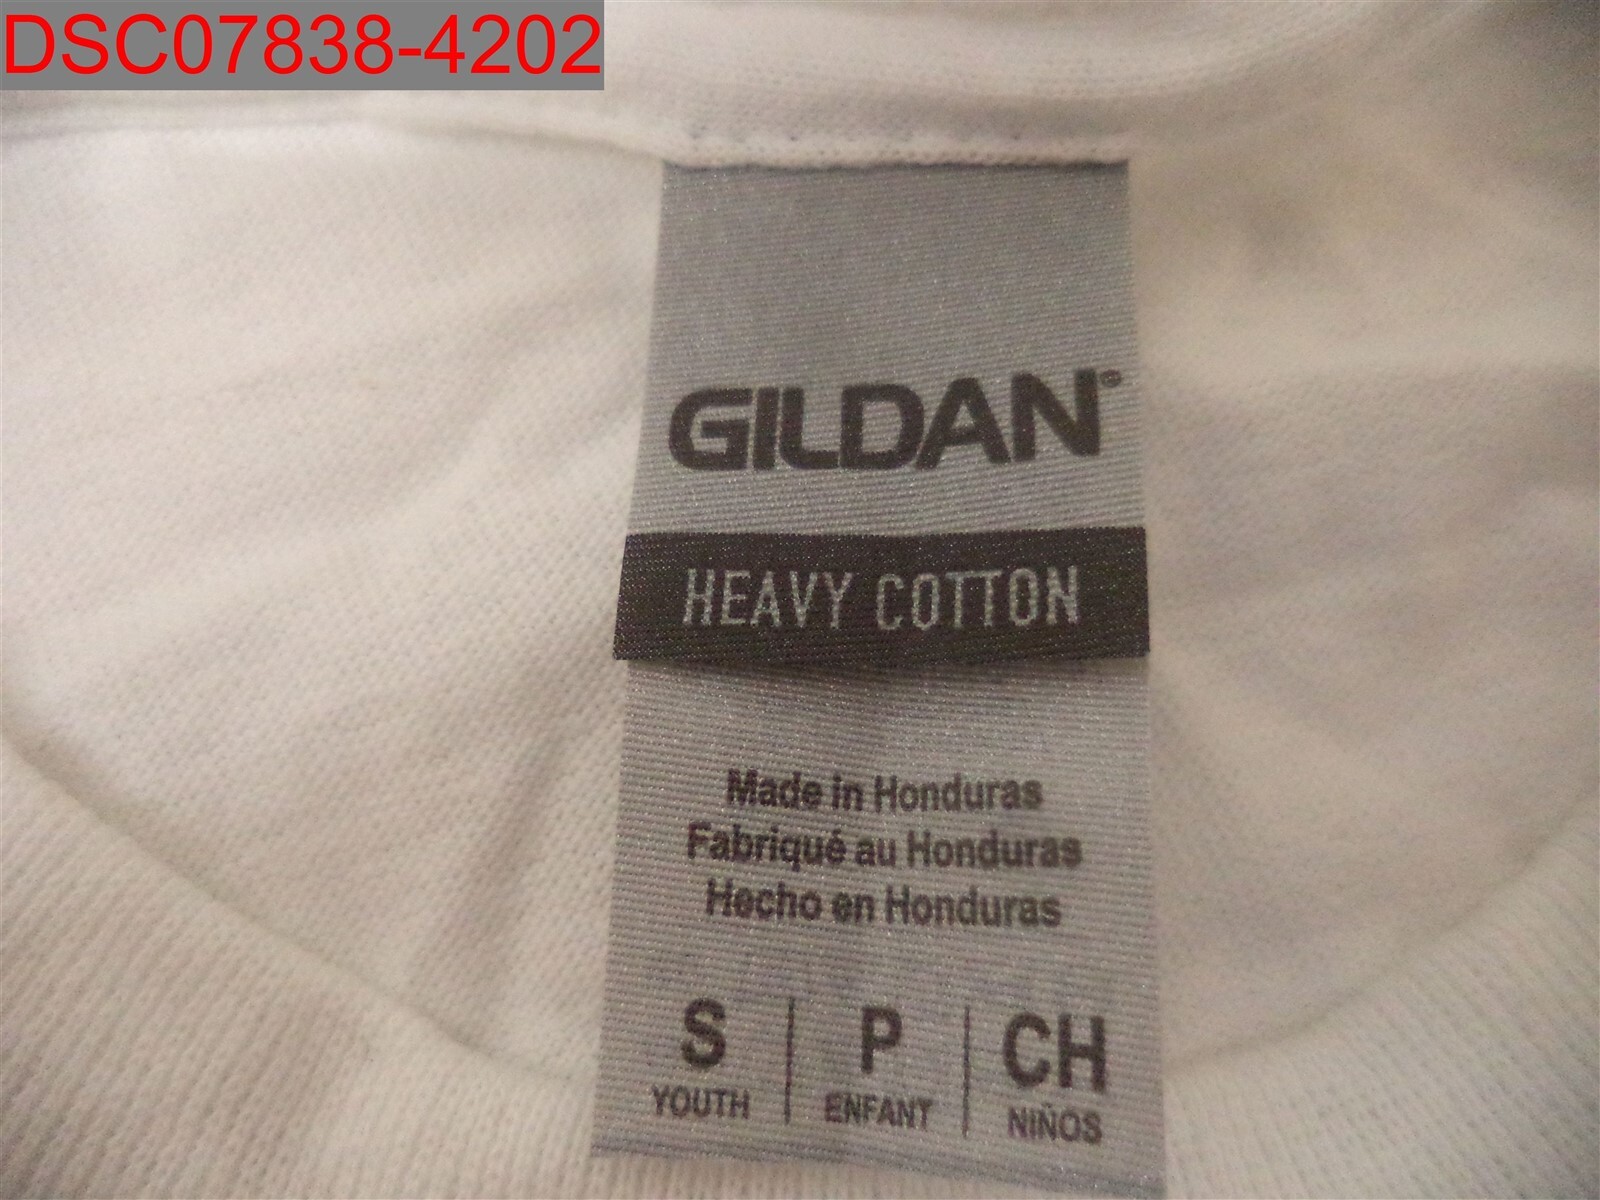 DSC07838-4202
GILDAN®
HEAVY COTTON
Made in Honduras
Fabriqué au Honduras
Hecho en Honduras
S | P | CH
YOUTH | ENFANT | NIÑOS